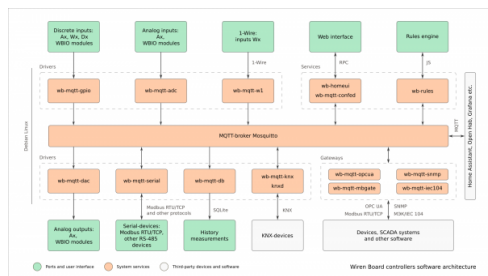 Discrete inputs:
Ax, Wx, Dx
WBIO modules
Analog inputs:
Ax,
WBIO modules
1-Wire:
inputs Wx
Web interface
Rules engine
1-Wire
RPC
JS
Drivers
Services
wb-mqtt-gpio
wb-mqtt-adc
wb-mqtt-w1
wb-homeui
wb-mqtt-confed
wb-rules
Debian Linux
MQTT-broker Mosquitto
MQTT
Home Assistant, Open Hab, Grafana etc.
Drivers
Gateways
wb-mqtt-dac
wb-mqtt-serial
wb-mqtt-db
wb-mqtt-knx
knxd
wb-mqtt-opcua
wb-mqtt-snmp
wb-mqtt-mbgate
wb-mqtt-iec104
Modbus RTU/TCP
and other protocols
SQLite
KNX
OPC UA
Modbus RTU/TCP
SNMP
МЭК/IEC 104
Analog outputs:
Ax,
WBIO modules
Serial-devices:
Modbus RTU/TCP,
other RS-485
devices
History
measurements
KNX-devices
Devices, SCADA systems
and other software
Ports and user interface
System services
Third-party devices and software
Wiren Board controllers software architecture